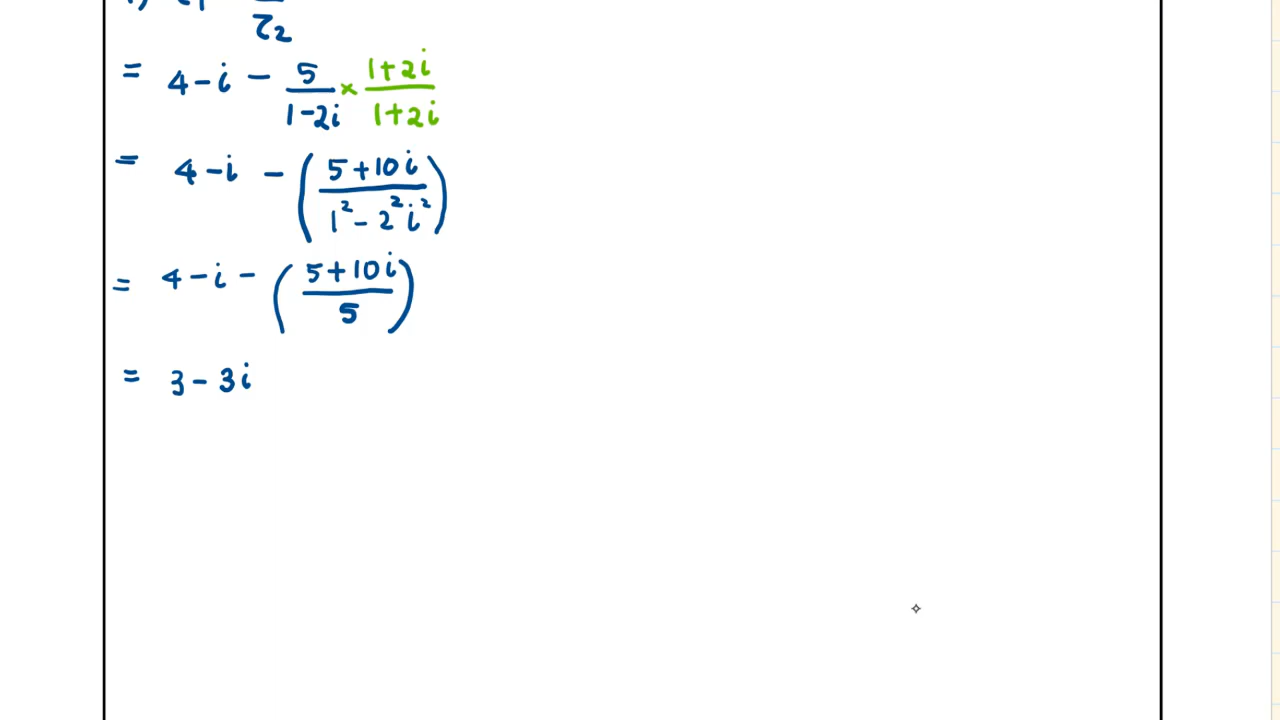 τ₂
= 4 - i - 5/(1-2i) × (1+2i)/(1+2i)
= 4 - i - ((5+10i)/(1² - 2²i²))
= 4 - i - ((5+10i)/5)
= 3 - 3i